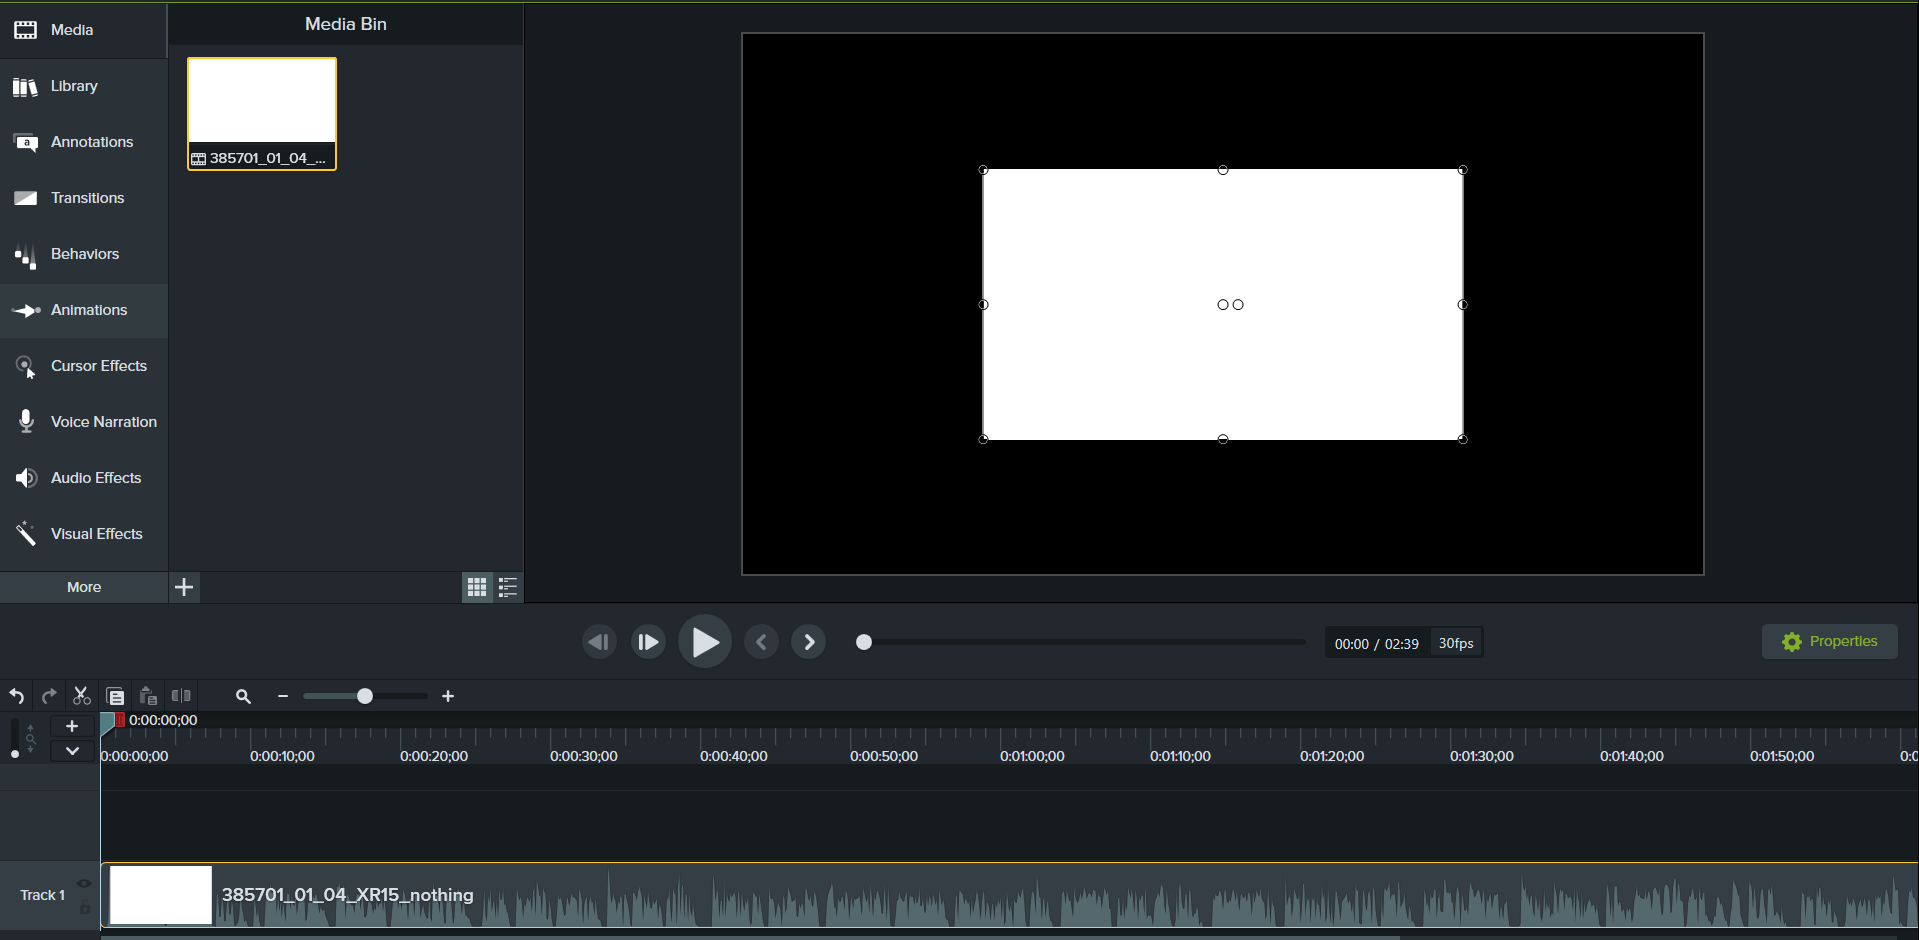 Media
Library
Annotations
Transitions
Behaviors
Animations
Cursor Effects
Voice Narration
Audio Effects
Visual Effects
More
Media Bin
385701_01_04_...
00:00 / 02:39
30fps
Properties
0:00:00;00
0:00:00;00
0:00:10;00
0:00:20;00
0:00:30;00
0:00:40;00
0:00:50;00
0:01:00;00
0:01:10;00
0:01:20;00
0:01:30;00
0:01:40;00
0:01:50;00
0:0
Track 1
385701_01_04_XR15_nothing